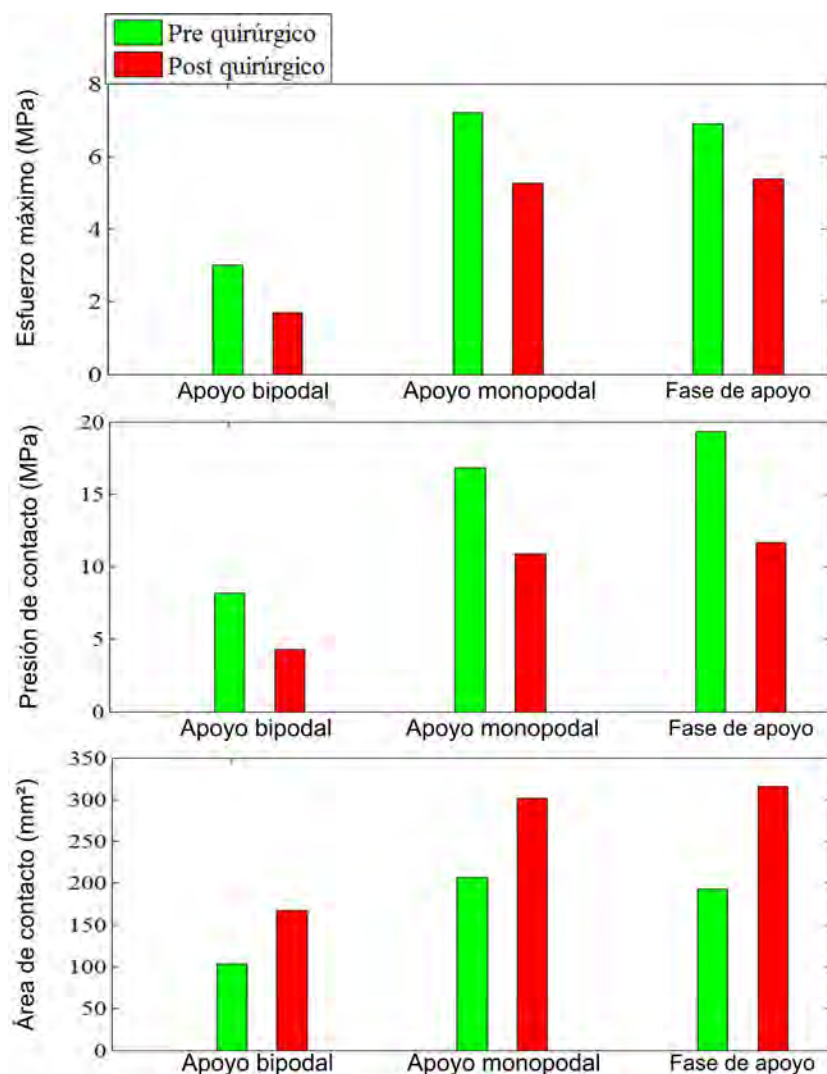 Pre quirúrgico
Post quirúrgico
Esfuerzo máximo (MPa)
8
6
4
2
0
Apoyo bipodal Apoyo monopodal Fase de apoyo
Presión de contacto (MPa)
20
15
10
5
0
Apoyo bipodal Apoyo monopodal Fase de apoyo
Área de contacto (mm²)
350
300
250
200
150
100
50
0
Apoyo bipodal Apoyo monopodal Fase de apoyo